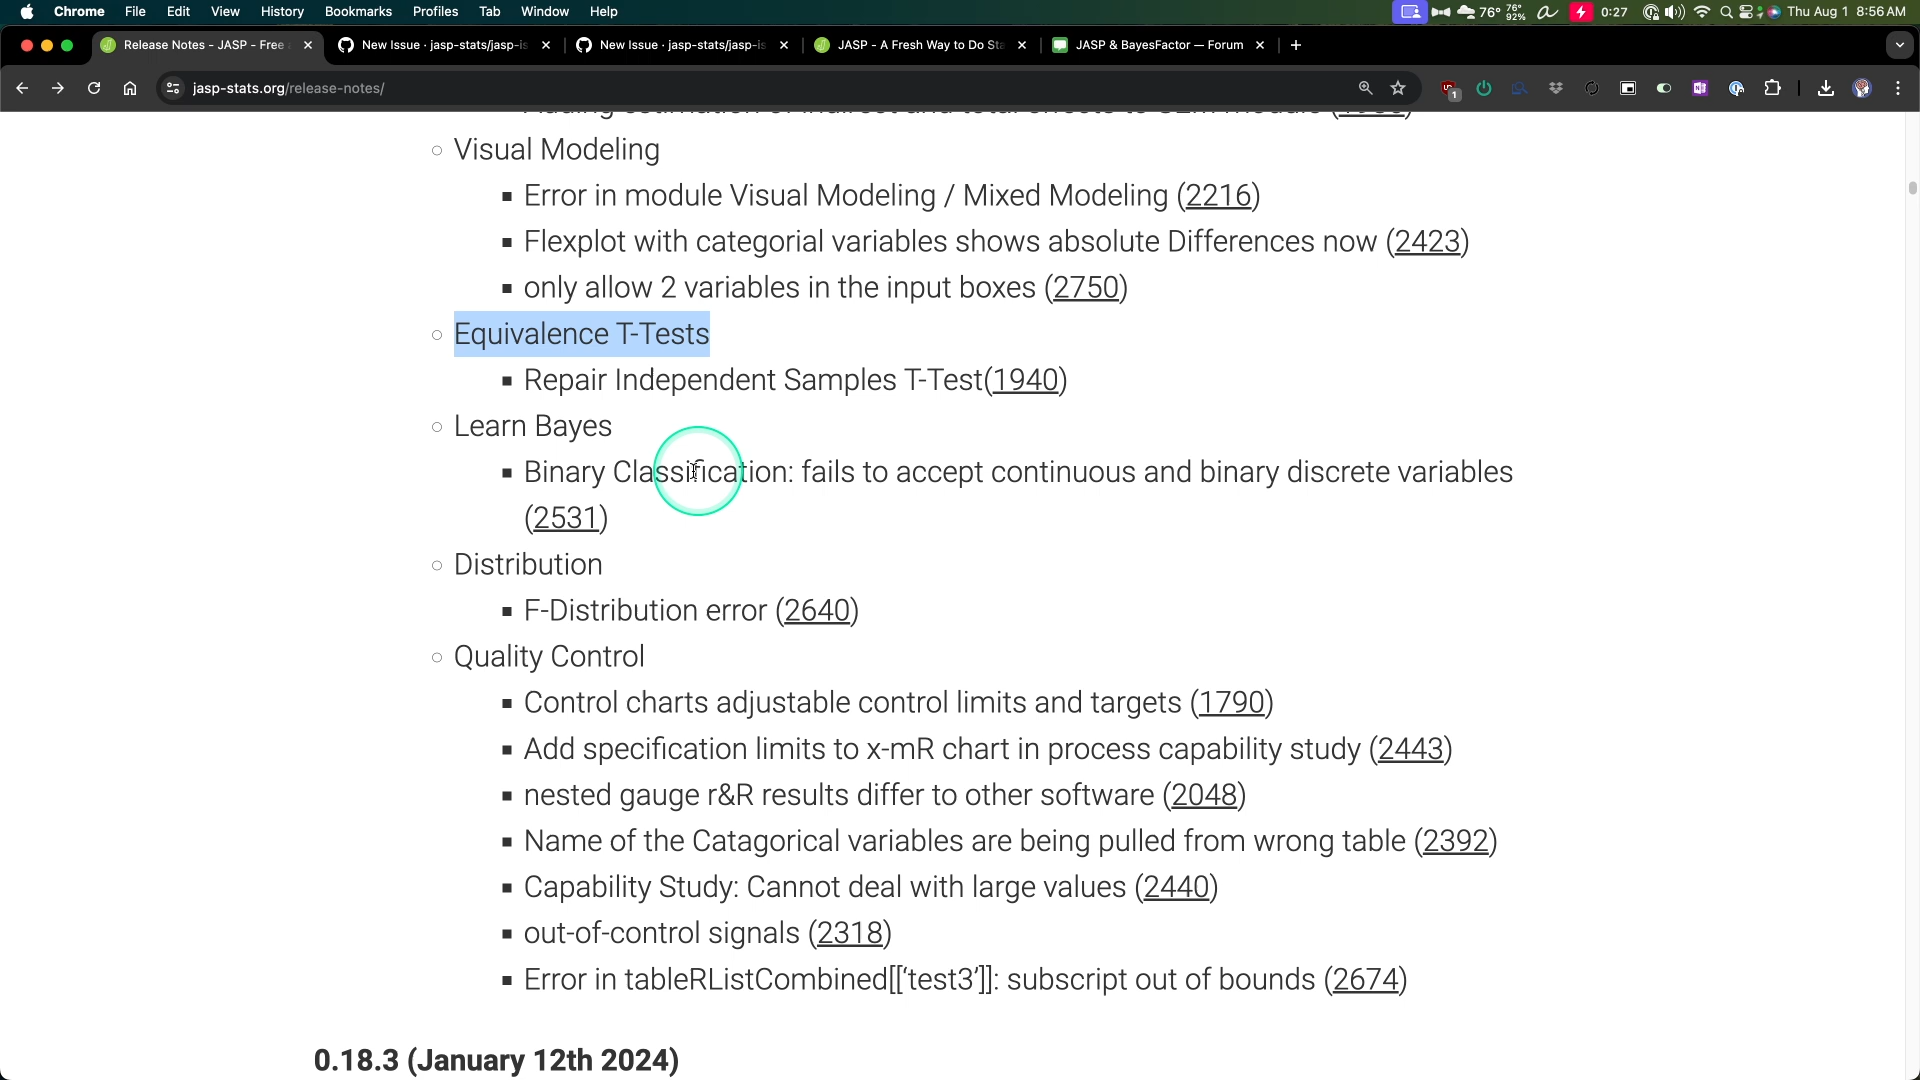 Chrome File Edit View History Bookmarks Profiles Tab Window Help 76° 76° 92% 0:27 Thu Aug 1 8:56 AM
Release Notes - JASP - Free New Issue · jasp-stats/jasp-is New Issue · jasp-stats/jasp-is JASP - A Fresh Way to Do Sta JASP & BayesFactor — Forum
jasp-stats.org/release-notes/
Visual Modeling
Error in module Visual Modeling / Mixed Modeling (2216)
Flexplot with categorial variables shows absolute Differences now (2423)
only allow 2 variables in the input boxes (2750)
Equivalence T-Tests
Repair Independent Samples T-Test(1940)
Learn Bayes
Binary Classification: fails to accept continuous and binary discrete variables
(2531)
Distribution
F-Distribution error (2640)
Quality Control
Control charts adjustable control limits and targets (1790)
Add specification limits to x-mR chart in process capability study (2443)
nested gauge r&R results differ to other software (2048)
Name of the Catagorical variables are being pulled from wrong table (2392)
Capability Study: Cannot deal with large values (2440)
out-of-control signals (2318)
Error in tableRListCombined[[‘test3’]]: subscript out of bounds (2674)
0.18.3 (January 12th 2024)